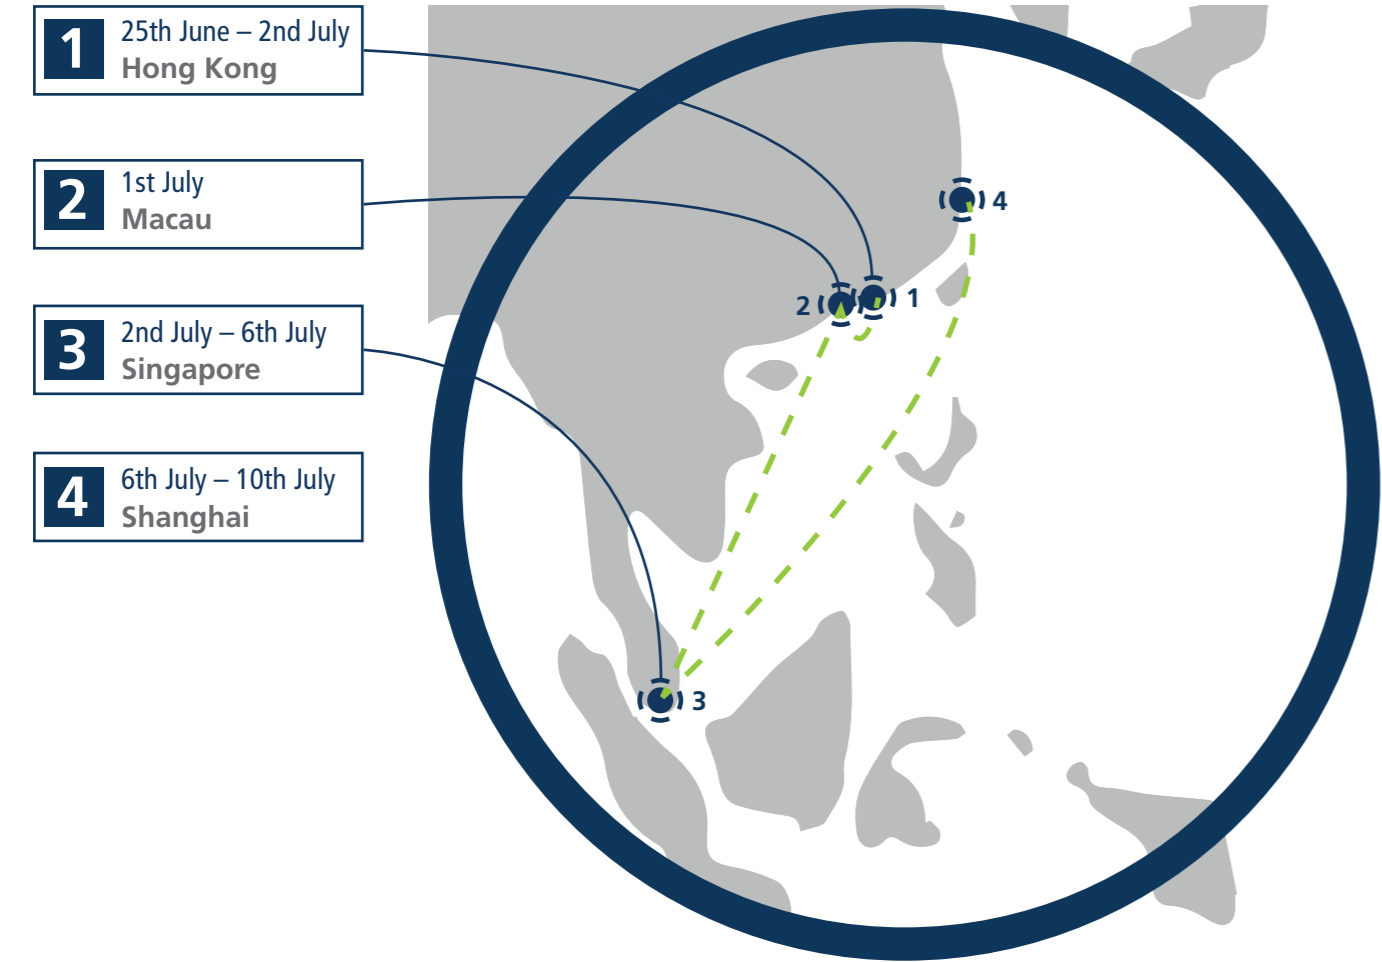 1
25th June – 2nd July
Hong Kong
2
1st July
Macau
3
2nd July – 6th July
Singapore
4
6th July – 10th July
Shanghai
4
2
1
3